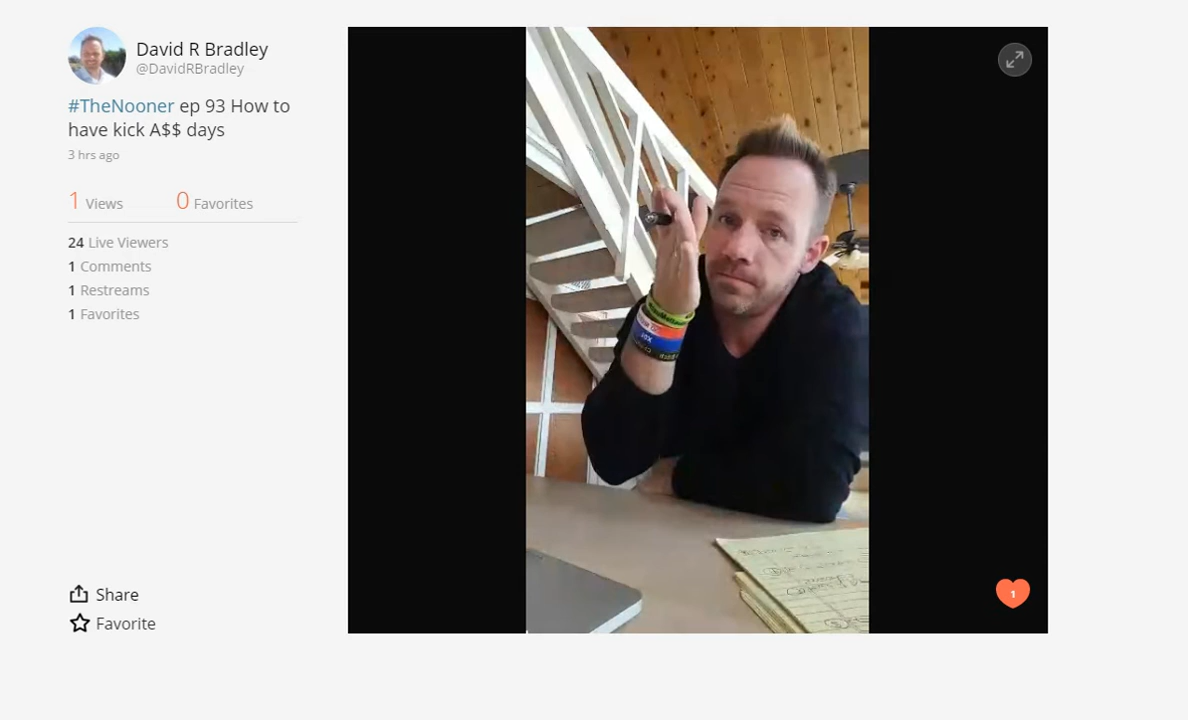 David R Bradley
@DavidRBradley
#TheNooner ep 93 How to
have kick A$$ days
3 hrs ago
1 Views 0 Favorites
24 Live Viewers
1 Comments
1 Restreams
1 Favorites
Share
Favorite
1